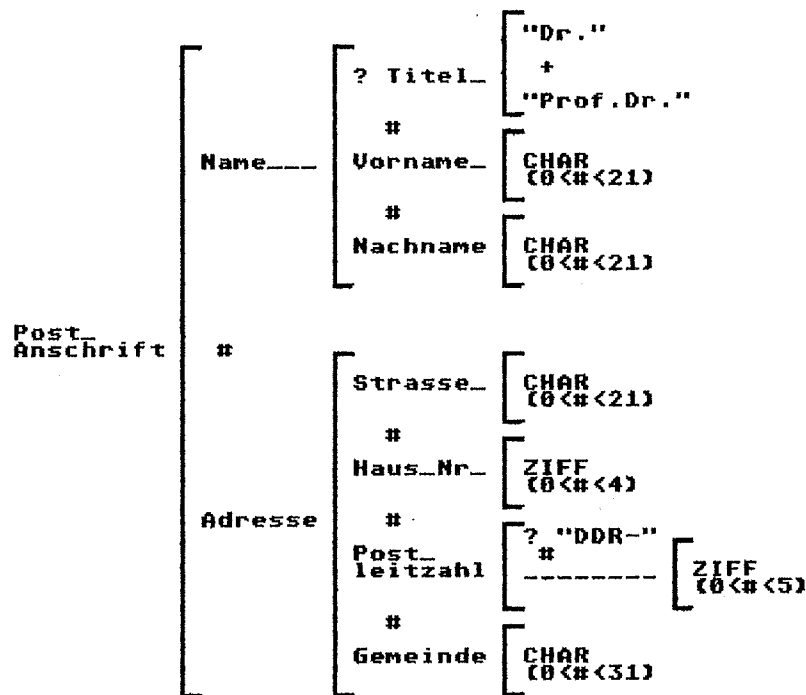 "Dr."
+
? Titel_
"Prof.Dr."
#
Name___ Vorname_ CHAR
(0<#<21)
#
Nachname CHAR
(0<#<21)
Post_
Anschrift #
Strasse_ CHAR
(0<#<21)
#
Haus_Nr_ ZIFF
(0<#<4)
Adresse #
? "DDR-"
Post_ #
leitzahl -------- ZIFF
(0<#<5)
#
Gemeinde CHAR
(0<#<31)